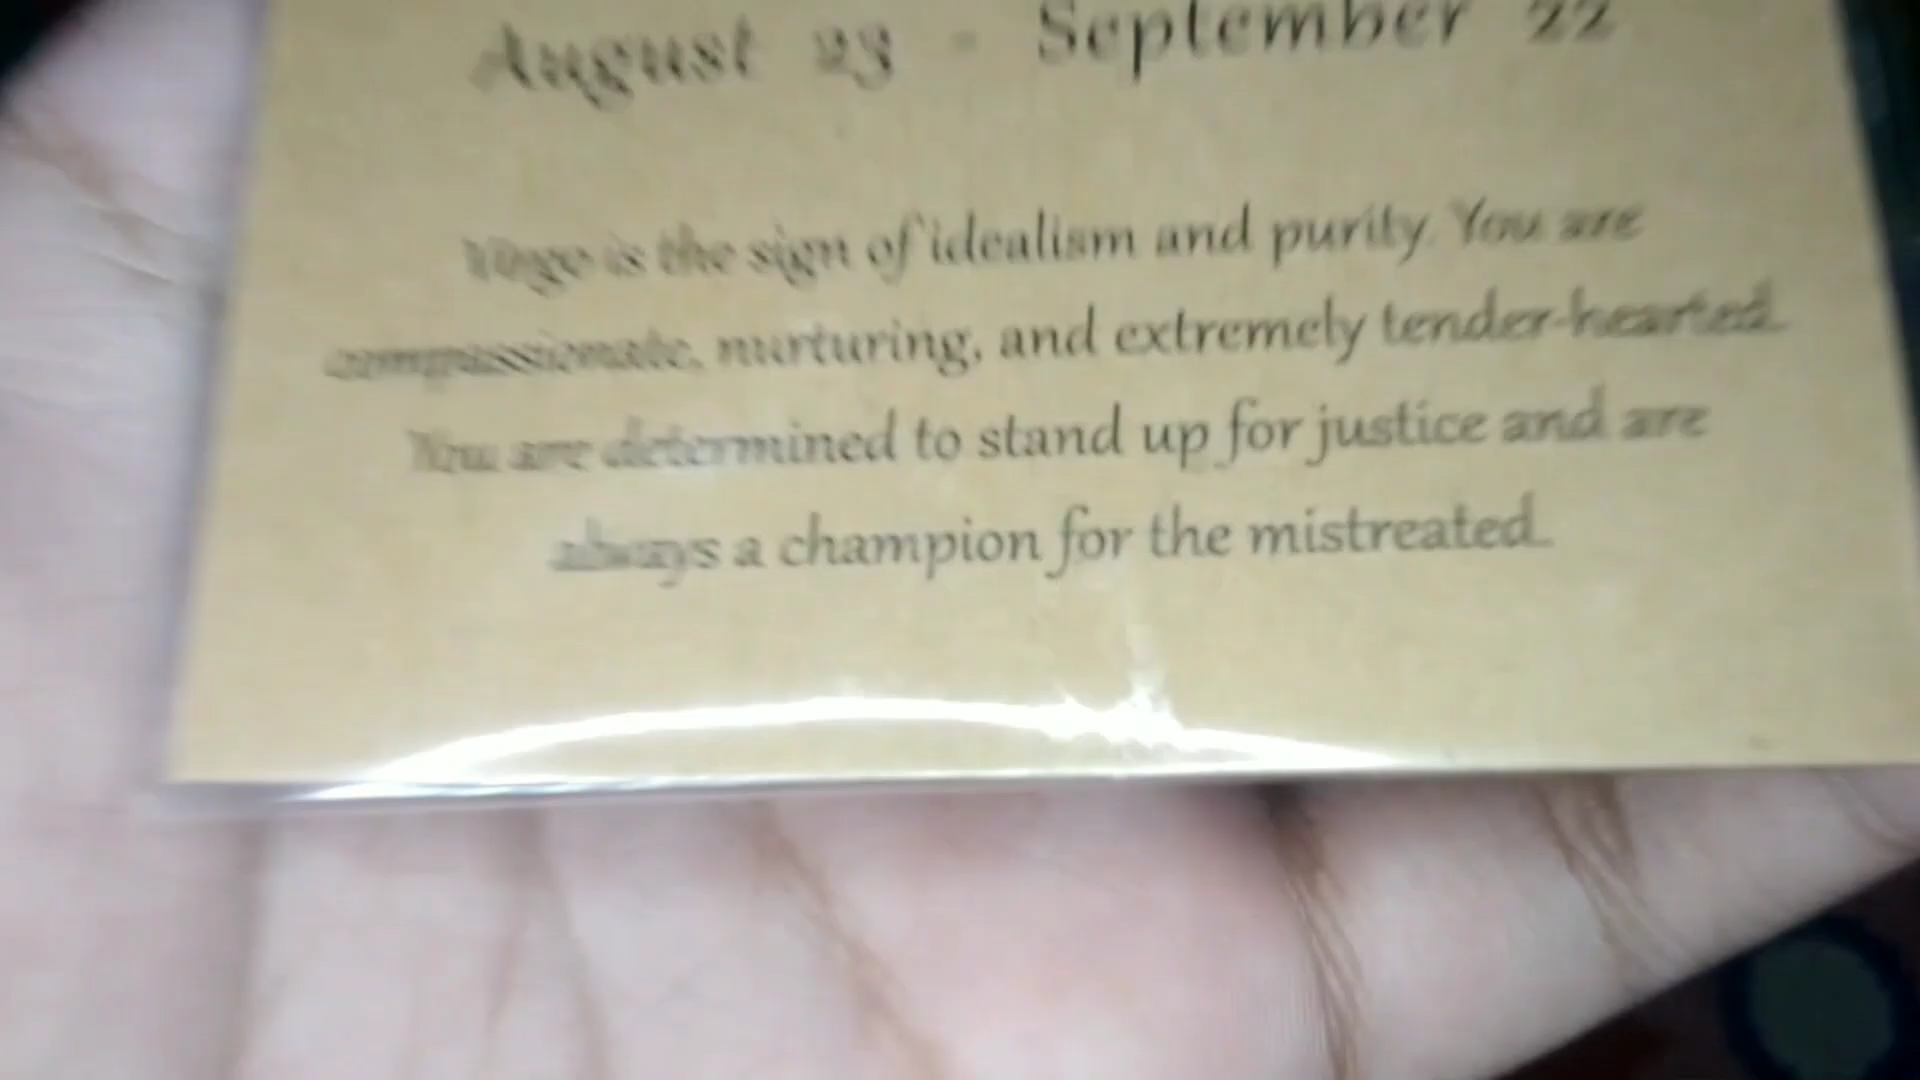 August 23 - September 22
Virgo is the sign of idealism and purity. You are
compassionate, nurturing, and extremely tender-hearted.
You are determined to stand up for justice and are
always a champion for the mistreated.